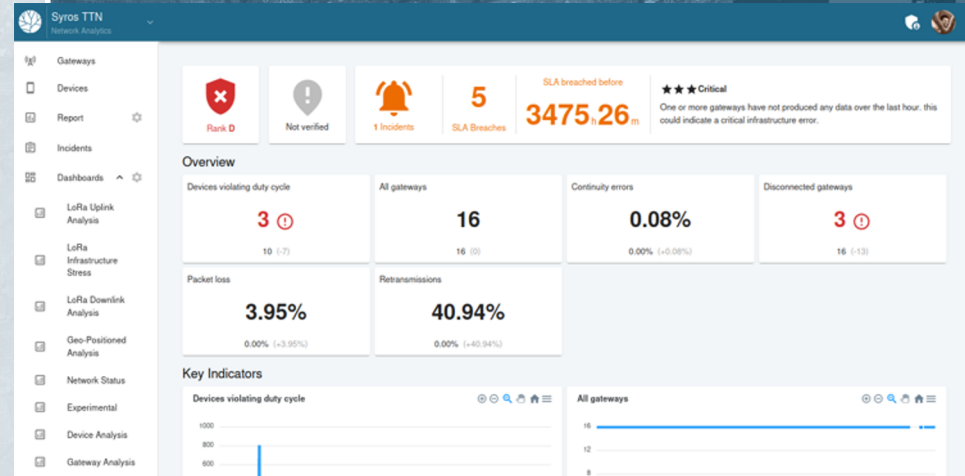 Syros TTN
Network Analytics
Gateways
Devices
Report
Incidents
Dashboards
LoRa Uplink
Analysis
LoRa
Infrastructure
Stress
LoRa Downlink
Analysis
Geo-Positioned
Analysis
Network Status
Experimental
Device Analysis
Gateway Analysis
Rank D
Not verified
1 Incidents
5
SLA Breaches
SLA breached before
3475h26m
Critical
One or more gateways have not produced any data over the last hour. this
could indicate a critical infrastructure error.
Overview
Devices violating duty cycle
3
10 (-7)
All gateways
16
16 (0)
Continuity errors
0.08%
0.00% (+0.08%)
Disconnected gateways
3
16 (-13)
Packet loss
3.95%
0.00% (+3.95%)
Retransmissions
40.94%
0.00% (+40.94%)
Key Indicators
Devices violating duty cycle
1000
800
600
All gateways
16
12
8